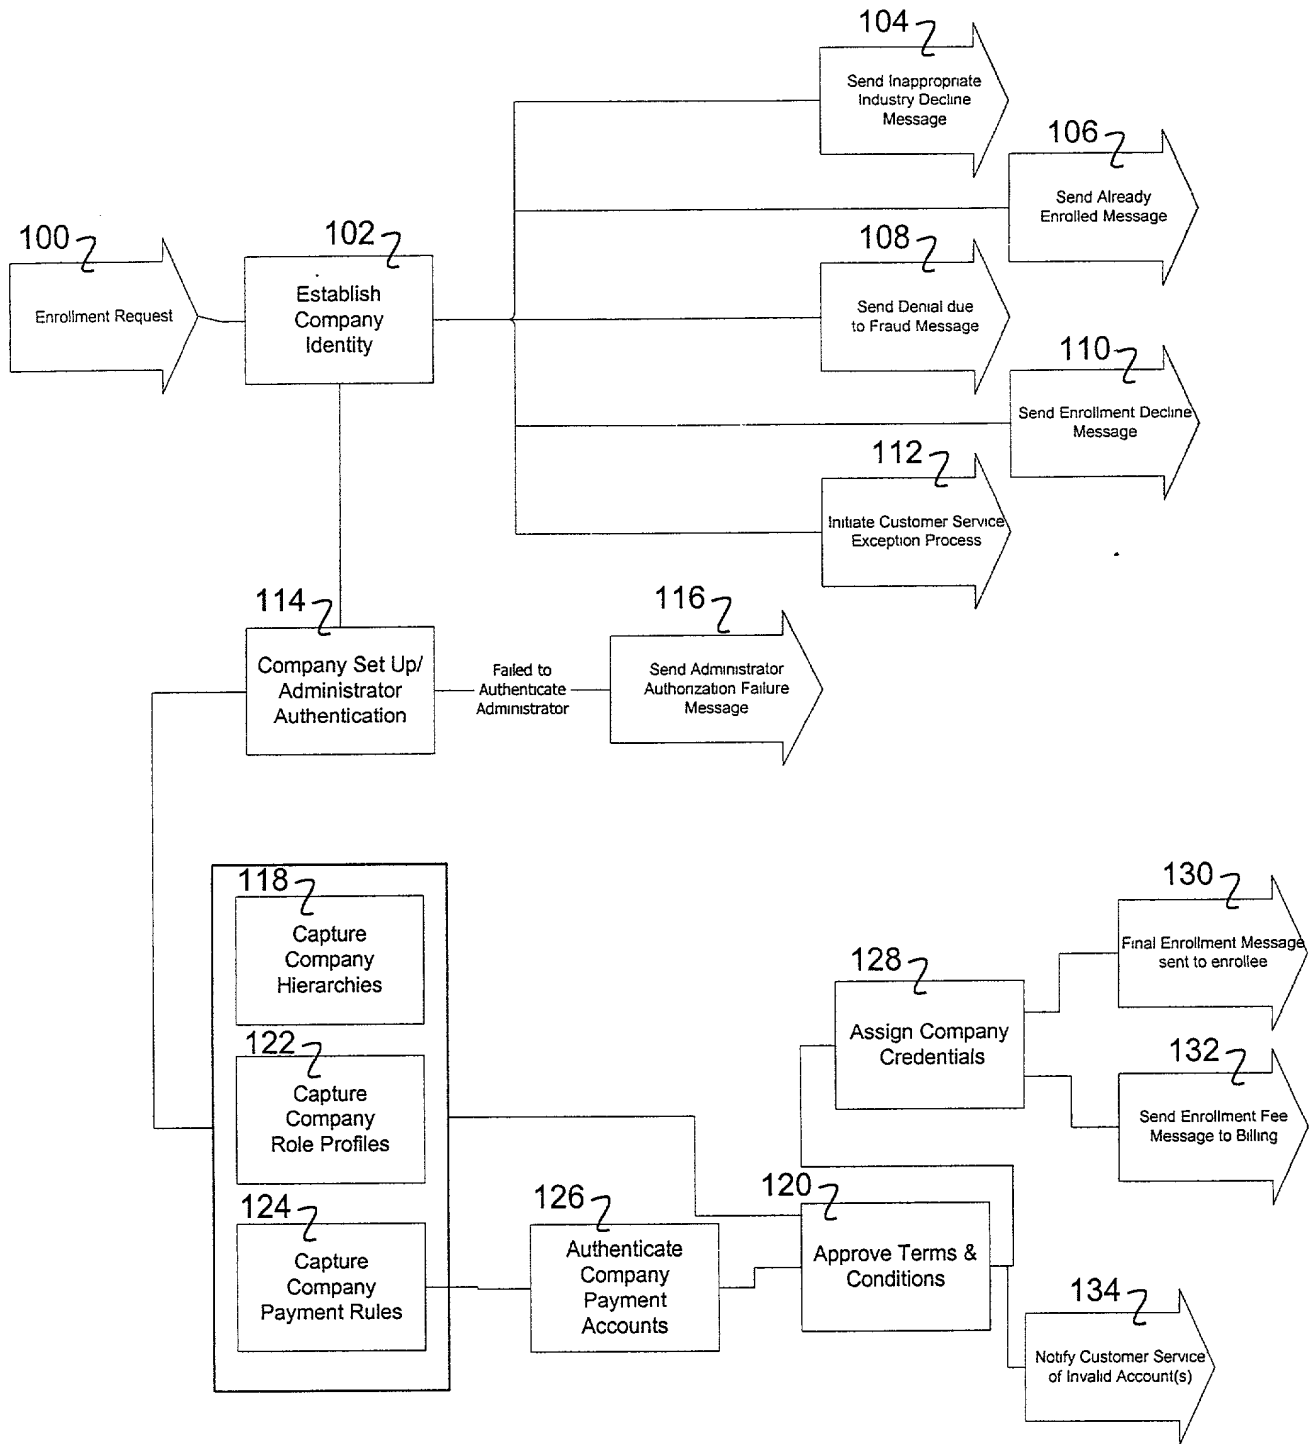 104
Send Inappropriate
Industry Decline
Message
106
Send Already
Enrolled Message
100
Enrollment Request
102
Establish
Company
Identity
108
Send Denial due
to Fraud Message
110
Send Enrollment Decline
Message
112
Initiate Customer Service
Exception Process
114
Company Set Up/
Administrator
Authentication
Failed to
Authenticate
Administrator
116
Send Administrator
Authorization Failure
Message
118
Capture
Company
Hierarchies
122
Capture
Company
Role Profiles
124
Capture
Company
Payment Rules
126
Authenticate
Company
Payment
Accounts
120
Approve Terms &
Conditions
128
Assign Company
Credentials
130
Final Enrollment Message
sent to enrollee
132
Send Enrollment Fee
Message to Billing
134
Notify Customer Service
of Invalid Account(s)